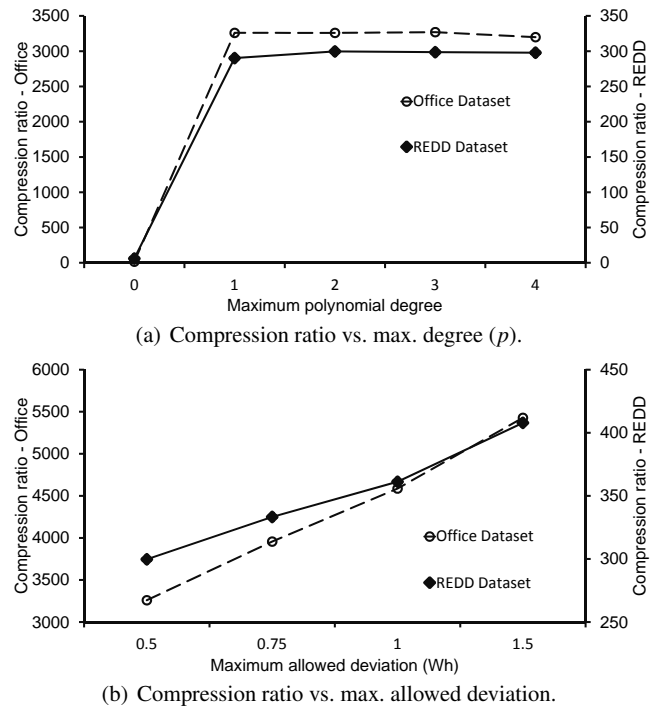 3500
3000
2500
2000
1500
1000
500
0
Compression ratio - Office
350
300
250
200
150
100
50
0
Compression ratio - REDD
Office Dataset
REDD Dataset
0 1 2 3 4
Maximum polynomial degree
(a) Compression ratio vs. max. degree (p).
6000
5500
5000
4500
4000
3500
3000
Compression ratio - Office
450
400
350
300
250
Compression ratio - REDD
Office Dataset
REDD Dataset
0.5 0.75 1 1.5
Maximum allowed deviation (Wh)
(b) Compression ratio vs. max. allowed deviation.